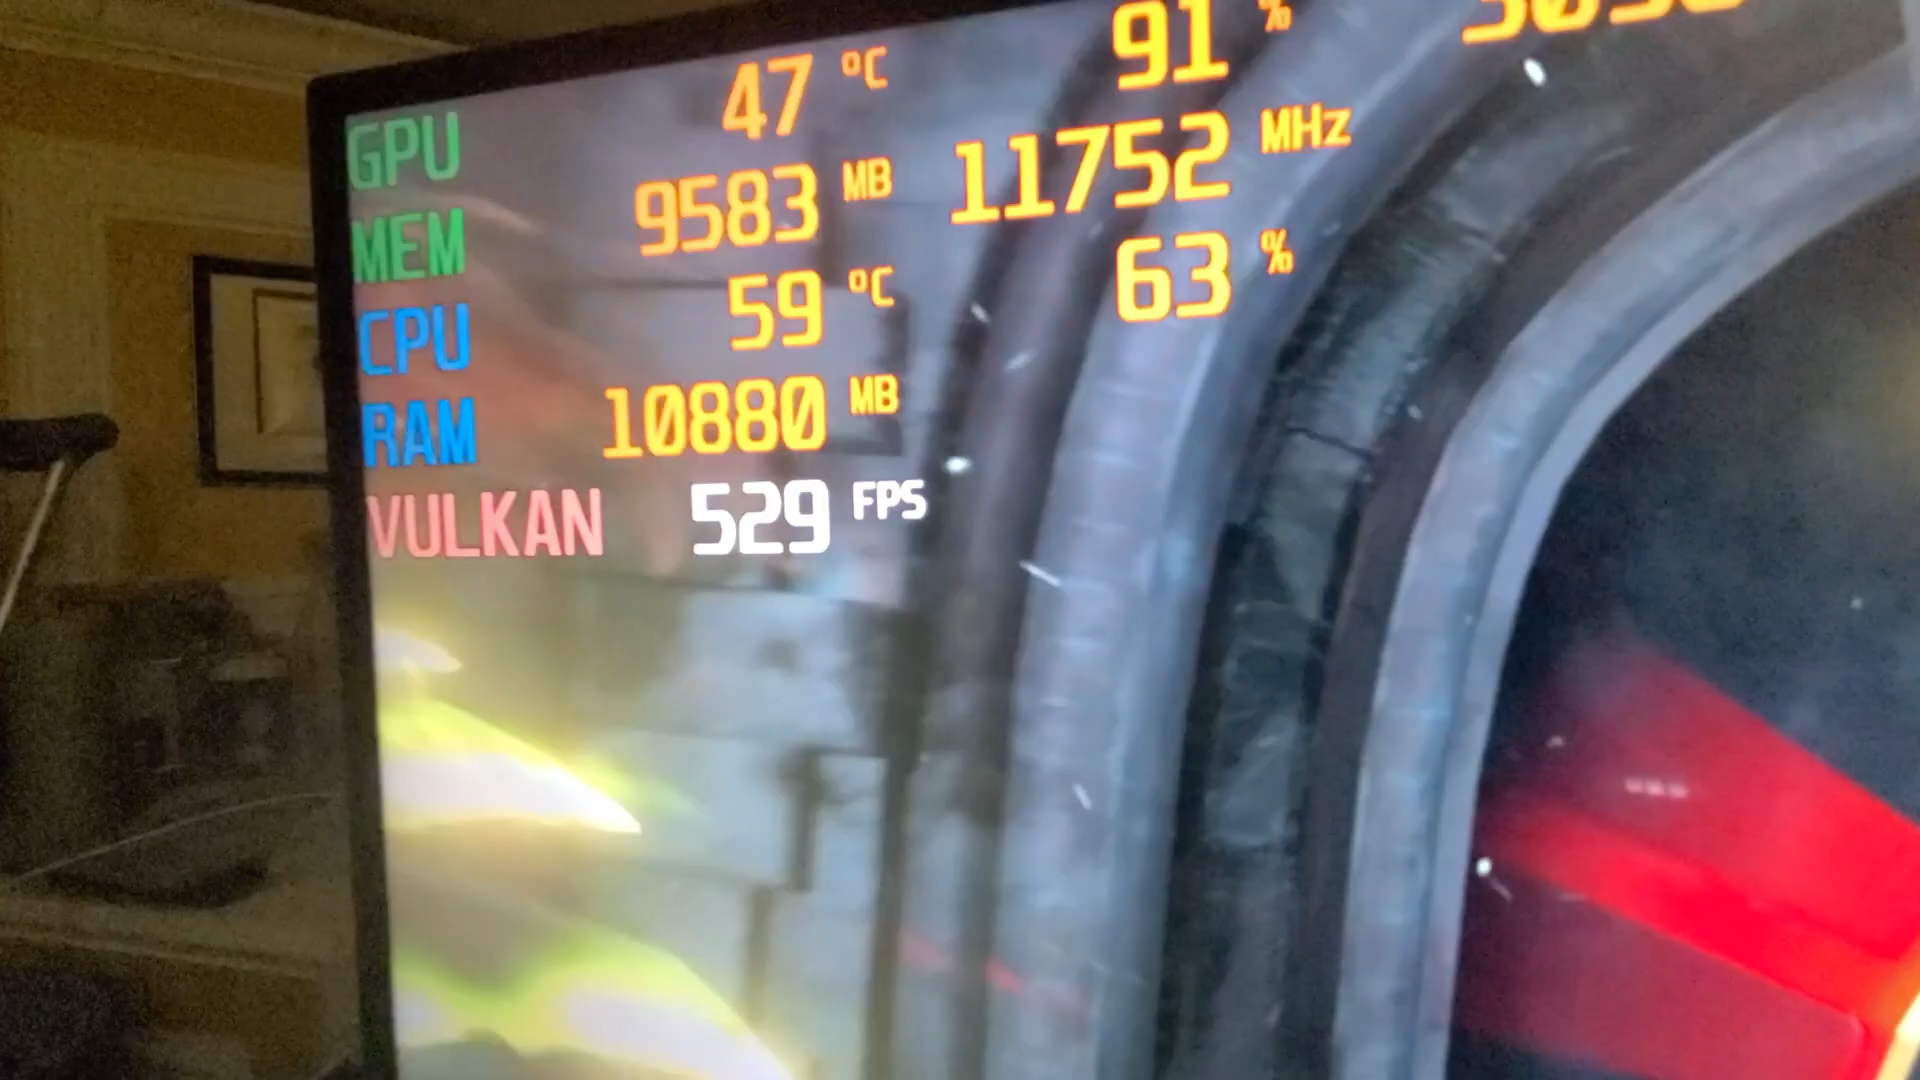 GPU 47 °C 91 %
MEM 9583 MB 11752 MHz
CPU 59 °C 63 %
RAM 10880 MB
VULKAN 529 FPS